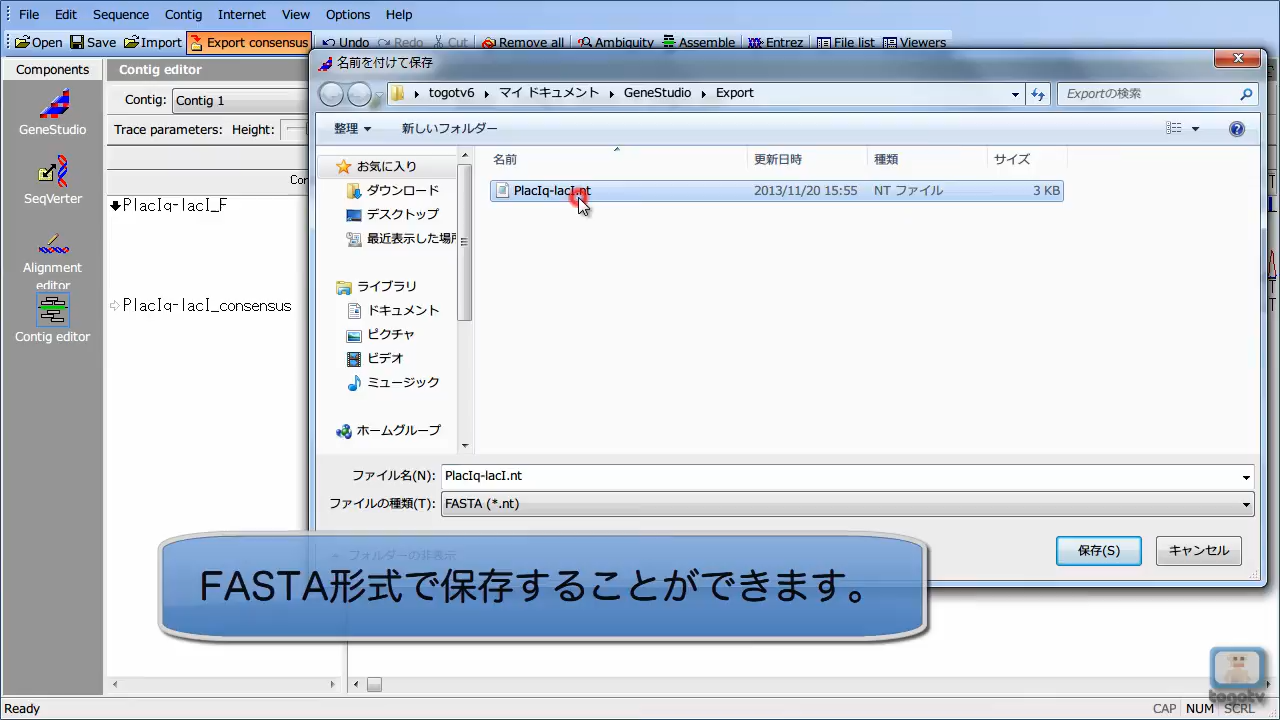 File Edit Sequence Contig Internet View Options Help
Open Save Import Export consensus Undo Redo Cut Remove all Ambiguity Assemble Entrez File list Viewers
Components
Contig editor
GeneStudio
SeqVerter
Alignment
editor
Contig editor
Contig: Contig 1
Trace parameters: Height:
Con
PlacIq-lacI_F
PlacIq-lacI_consensus
名前を付けて保存
togotv6 マイ ドキュメント GeneStudio Export
Exportの検索
整理 新しいフォルダー
お気に入り
ダウンロード
デスクトップ
最近表示した場所
ライブラリ
ドキュメント
ピクチャ
ビデオ
ミュージック
ホームグループ
名前 更新日時 種類 サイズ
PlacIq-lacI.nt 2013/11/20 15:55 NT ファイル 3 KB
ファイル名(N): PlacIq-lacI.nt
ファイルの種類(T): FASTA (*.nt)
フォルダーの非表示
保存(S) キャンセル
FASTA形式で保存することができます。
togotv
Ready
CAP NUM SCRL